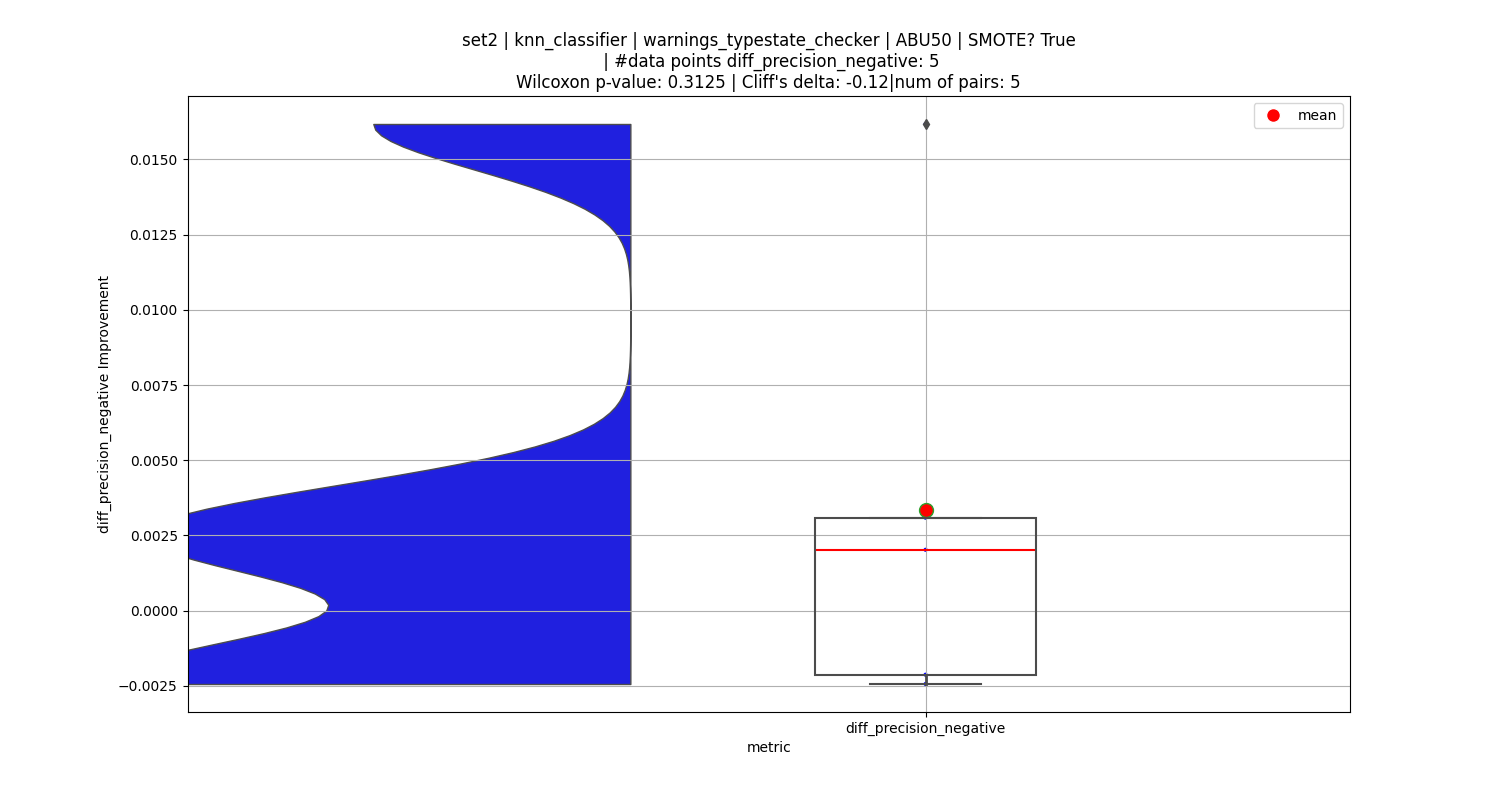 set2 | knn_classifier | warnings_typestate_checker | ABU50 | SMOTE? True
| #data points diff_precision_negative: 5
Wilcoxon p-value: 0.3125 | Cliff's delta: -0.12|num of pairs: 5
mean
0.0150
0.0125
0.0100
0.0075
0.0050
0.0025
0.0000
−0.0025
diff_precision_negative Improvement
diff_precision_negative
metric